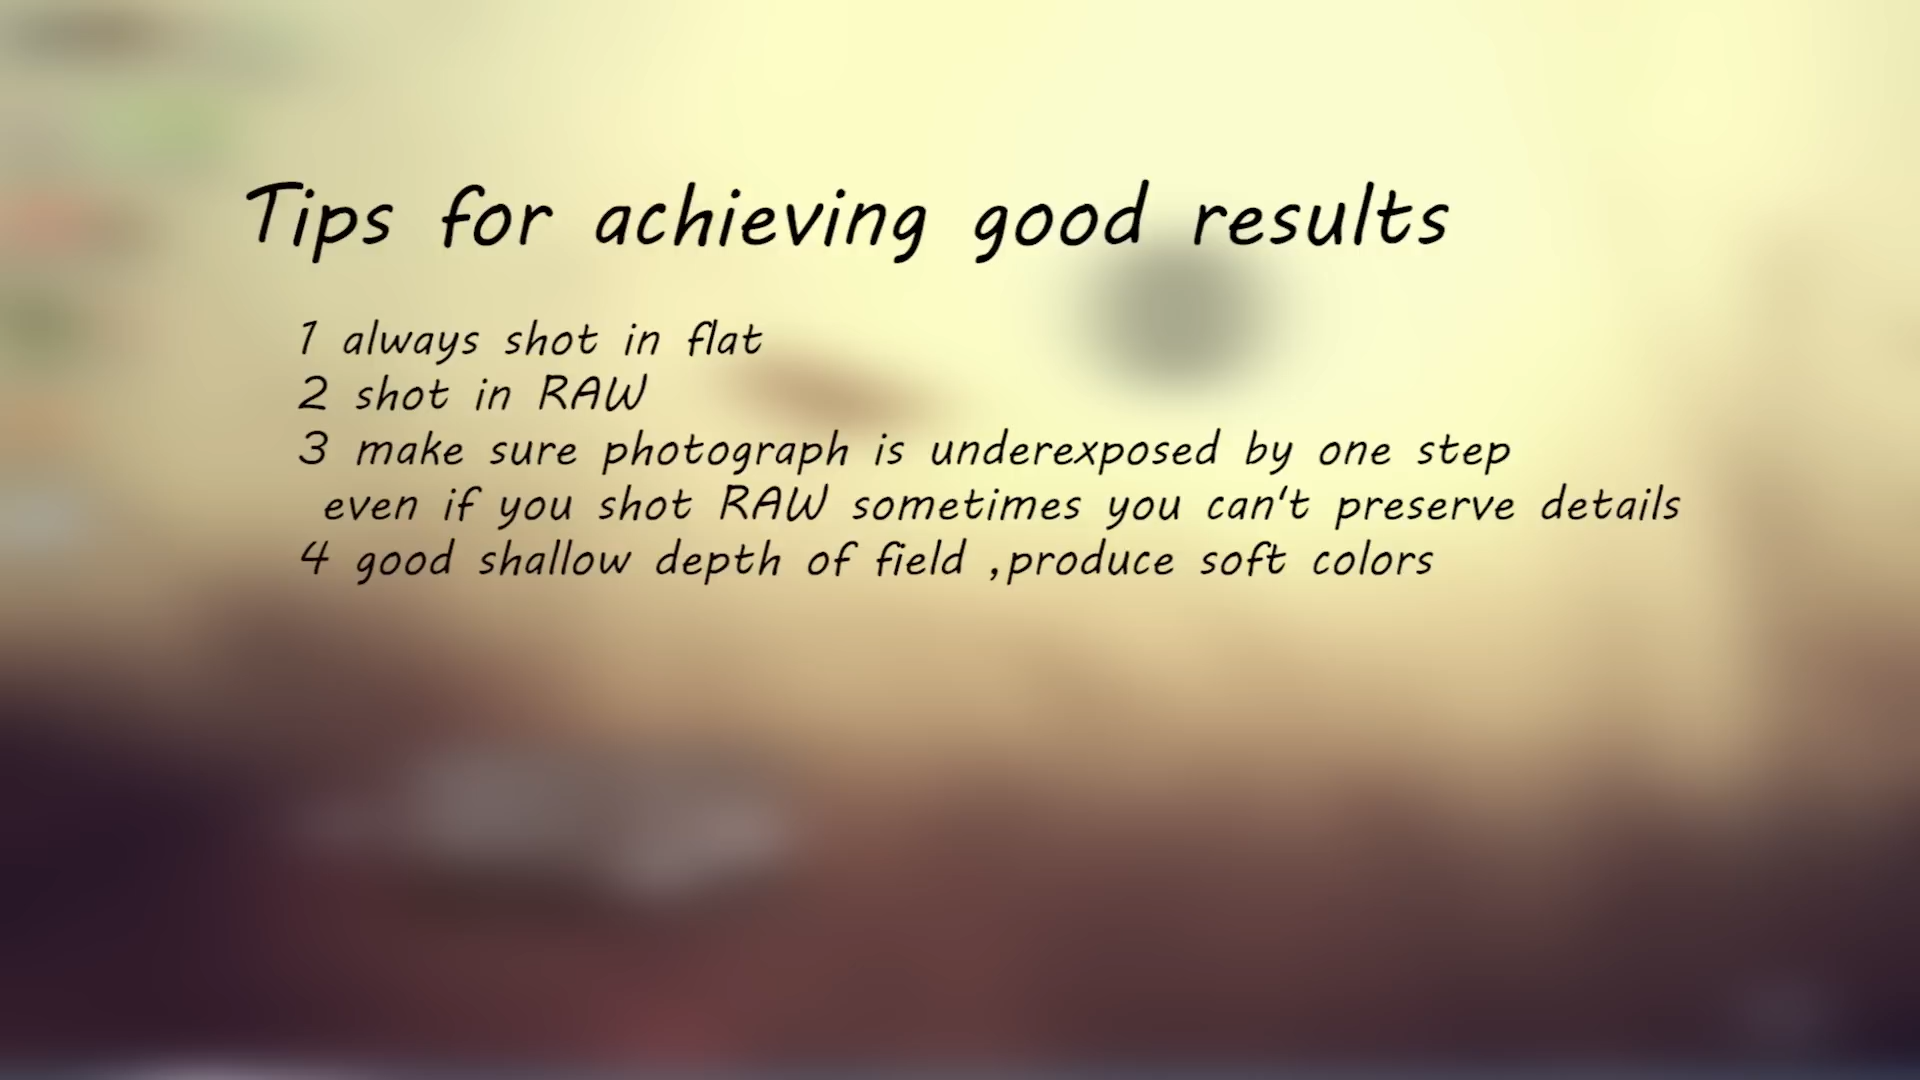 Tips for achieving good results
1 always shot in flat
2 shot in RAW
3 make sure photograph is underexposed by one step
even if you shot RAW sometimes you can't preserve details
4 good shallow depth of field ,produce soft colors